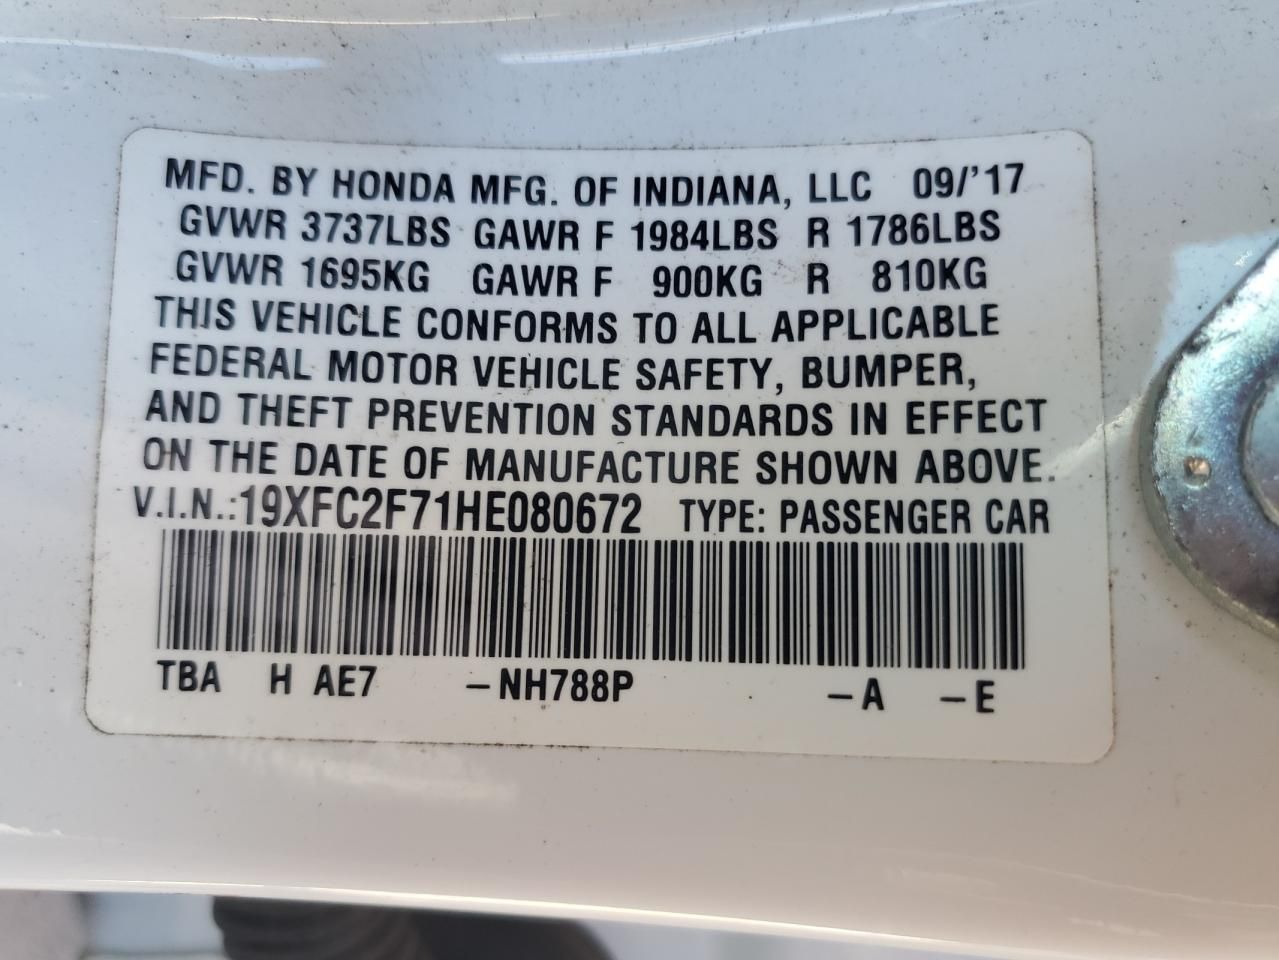 MFD. BY HONDA MFG. OF INDIANA, LLC 09/'17
GVWR 3737LBS GAWR F 1984LBS R 1786LBS
GVWR 1695KG GAWR F 900KG R 810KG
THIS VEHICLE CONFORMS TO ALL APPLICABLE
FEDERAL MOTOR VEHICLE SAFETY, BUMPER,
AND THEFT PREVENTION STANDARDS IN EFFECT
ON THE DATE OF MANUFACTURE SHOWN ABOVE.
V.I.N.:19XFC2F71HE080672 TYPE: PASSENGER CAR
TBA H AE7 -NH788P -A -E